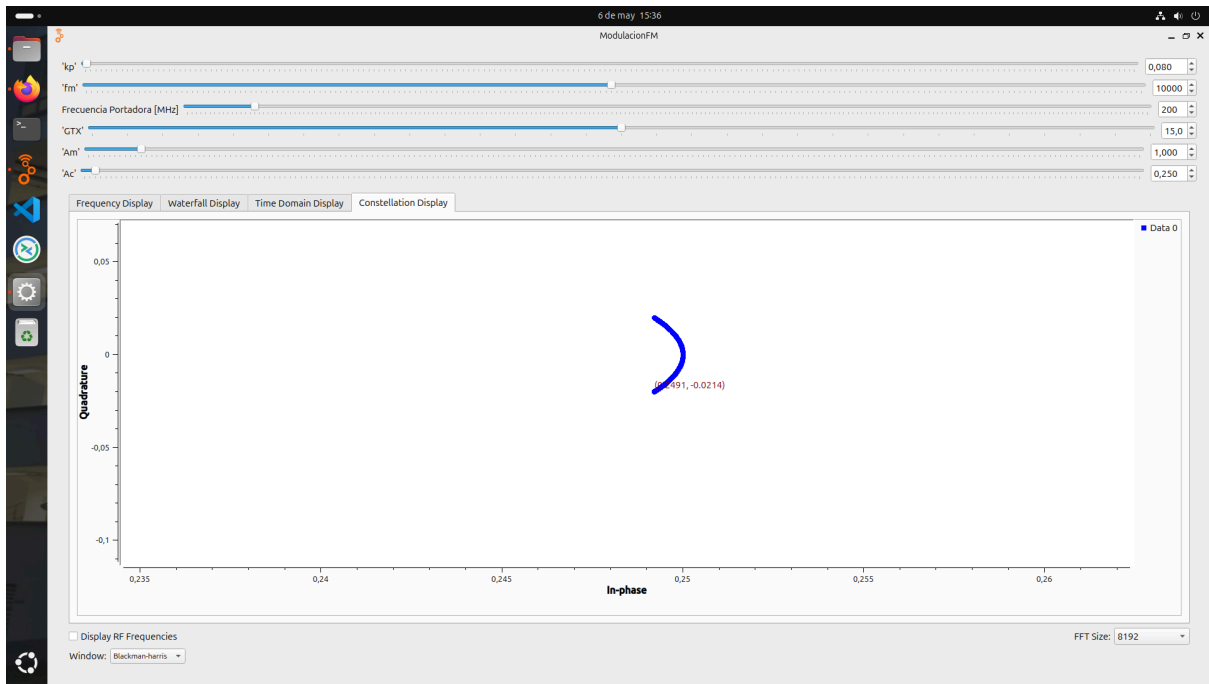 6 de may 15:36
ModulacionFM
'kp' 0,080
'fm' 10000
Frecuencia Portadora [MHz] 200
'GTX' 15,0
'Am' 1,000
'Ac' 0,250
Frequency Display Waterfall Display Time Domain Display Constellation Display
Data 0
0,05
0
-0,05
-0,1
Quadrature
(0.2491, -0.0214)
0,235 0,24 0,245 0,25 0,255 0,26
In-phase
Display RF Frequencies FFT Size: 8192
Window: Blackman-harris